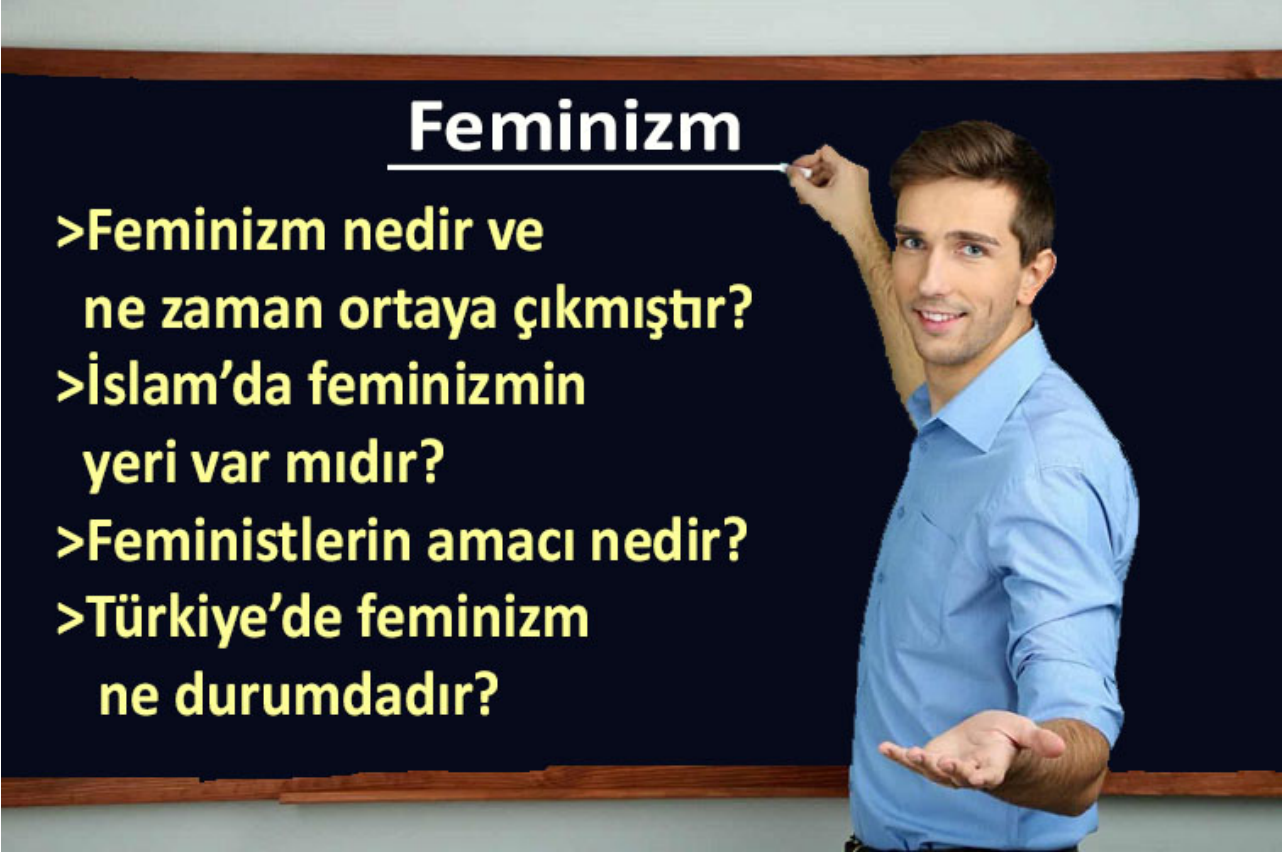 Feminizm
>Feminizm nedir ve
ne zaman ortaya çıkmıştır?
>İslam’da feminizmin
yeri var mıdır?
>Feministlerin amacı nedir?
>Türkiye’de feminizm
ne durumdadır?